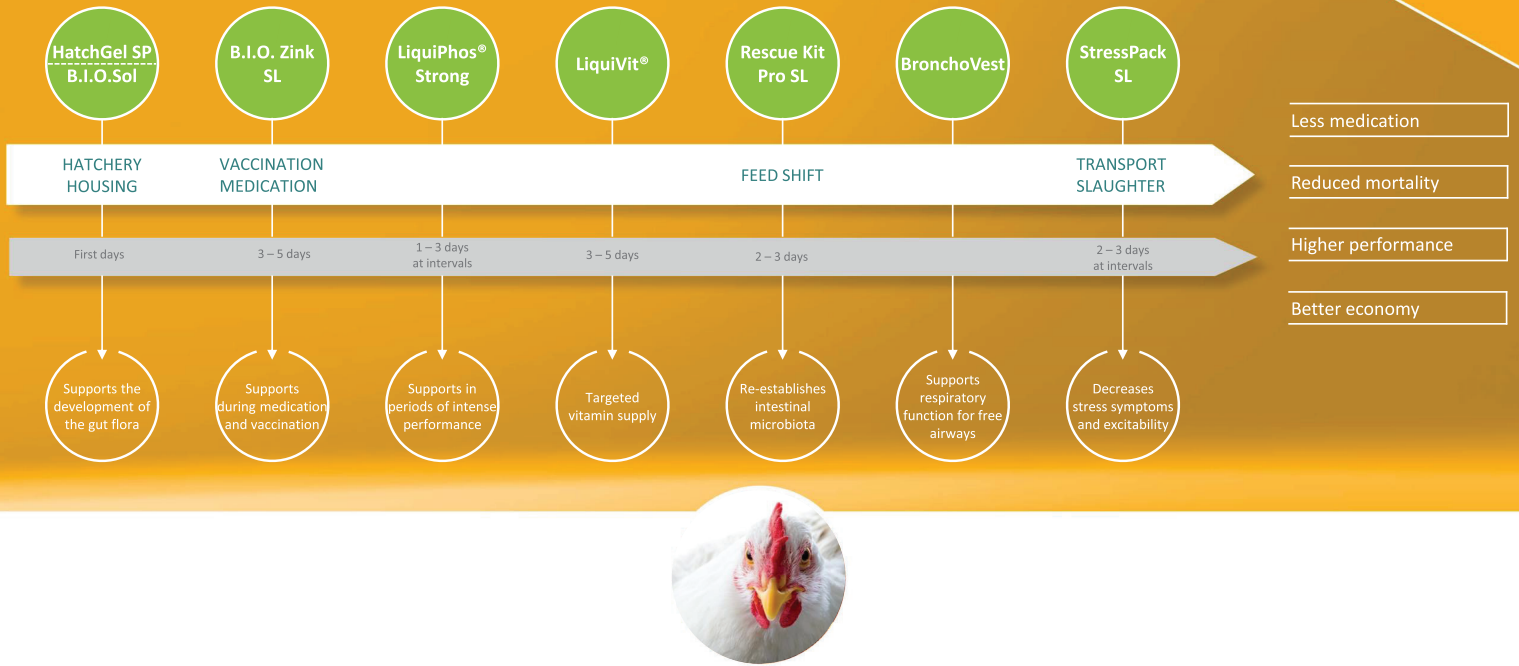 HatchGel SP
B.I.O.Sol
B.I.O. Zink
SL
LiquiPhos®
Strong
LiquiVit®
Rescue Kit
Pro SL
BronchoVest
StressPack
SL
HATCHERY
HOUSING
VACCINATION
MEDICATION
FEED SHIFT
TRANSPORT
SLAUGHTER
First days
3 – 5 days
1 – 3 days
at intervals
3 – 5 days
2 – 3 days
2 – 3 days
at intervals
Supports the
development of
the gut flora
Supports
during medication
and vaccination
Supports in
periods of intense
performance
Targeted
vitamin supply
Re-establishes
intestinal
microbiota
Supports
respiratory
function for free
airways
Decreases
stress symptoms
and excitability
Less medication
Reduced mortality
Higher performance
Better economy